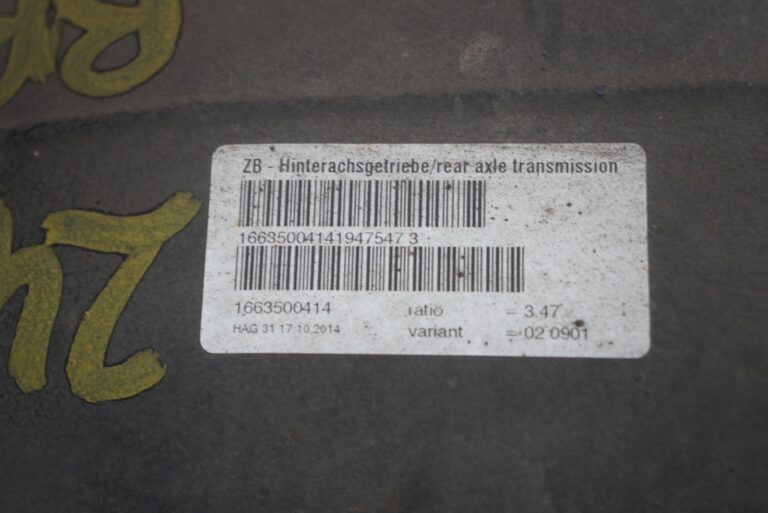 ZB - Hinterachsgetriebe/rear axle transmission
16635004141947547 3
1663500414 ratio = 3.47
HAG 31 17.10.2014 variant = 02 0901